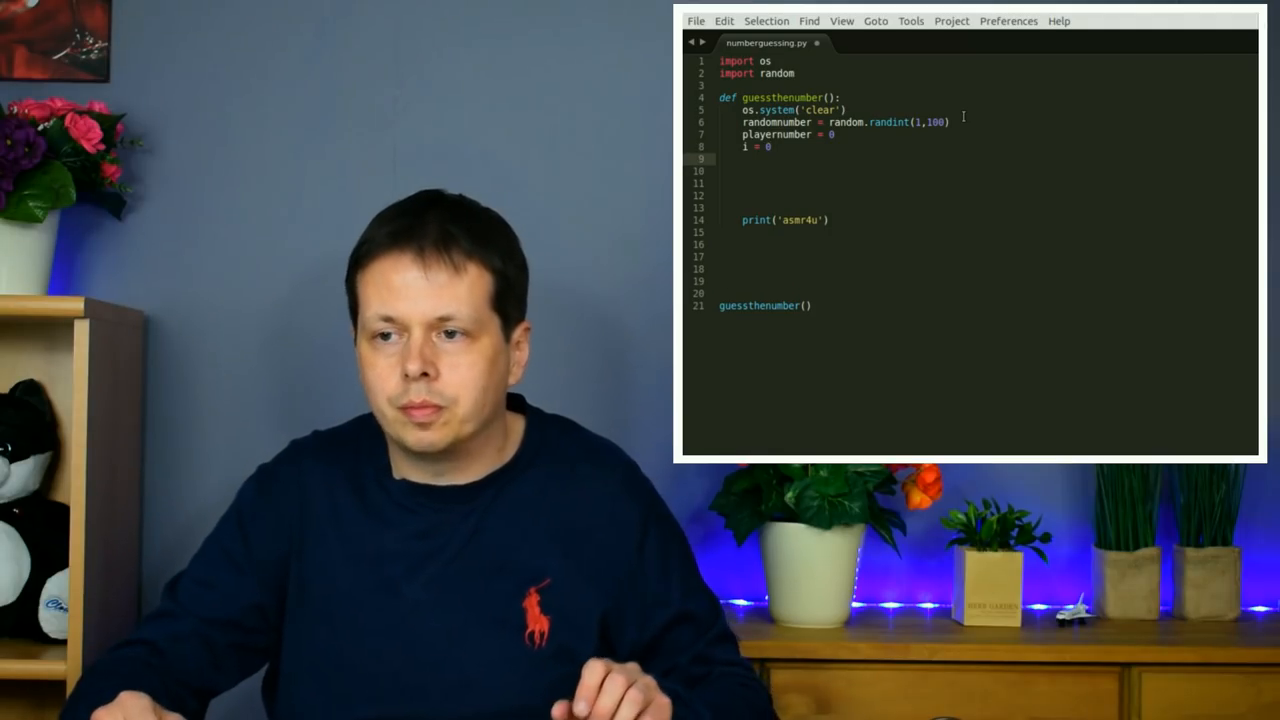 File Edit Selection Find View Goto Tools Project Preferences Help
numberguessing.py
1 import os
2 import random
3
4 def guessthenumber():
5 os.system('clear')
6 randomnumber = random.randint(1,100)
7 playernumber = 0
8 i = 0
9
10
11
12
13
14 print('asmr4u')
15
16
17
18
19
20
21 guessthenumber()
HERB GARDEN